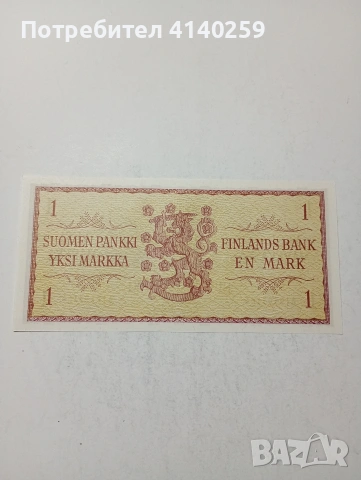 Потребител 4140259
1
1
SUOMEN PANKKI
YKSI MARKKA
FINLANDS BANK
EN MARK
1
1
BAZAR
bg